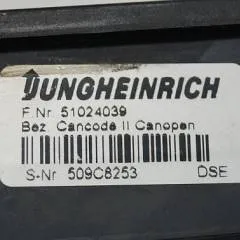 JUNGHEINRICH
F.Nr. 51024039
Bez. Cancode II Canopen
S-Nr 509C8253 DSE